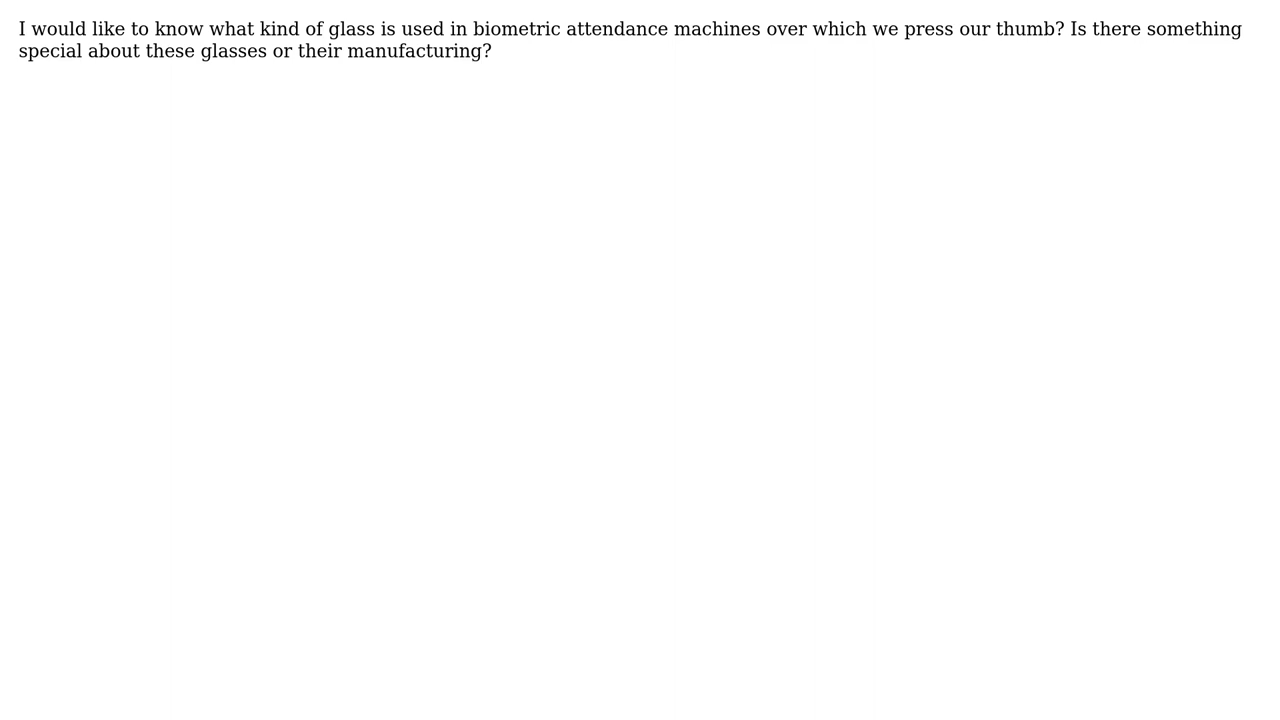 I would like to know what kind of glass is used in biometric attendance machines over which we press our thumb? Is there something
special about these glasses or their manufacturing?